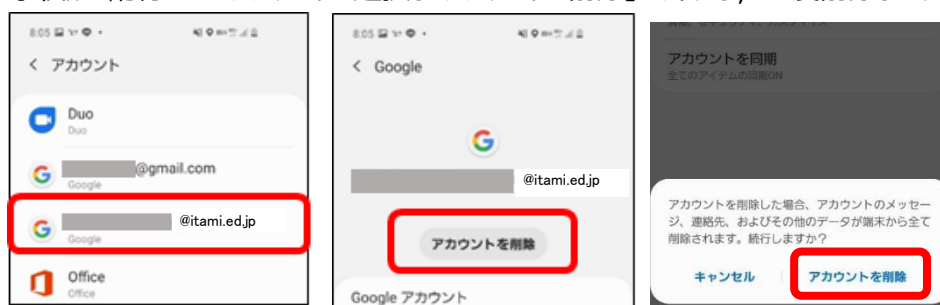 8:05
アカウント
Duo
Duo
@gmail.com
Google
@itami.ed.jp
Google
Office
Office
8:05
Google
@itami.ed.jp
アカウントを削除
Google アカウント
アカウントを同期
全てのアイテムの同期ON
アカウントを削除した場合、アカウントのメッセー
ジ、連絡先、およびその他のデータが端末から全て
削除されます。続行しますか?
キャンセル
アカウントを削除